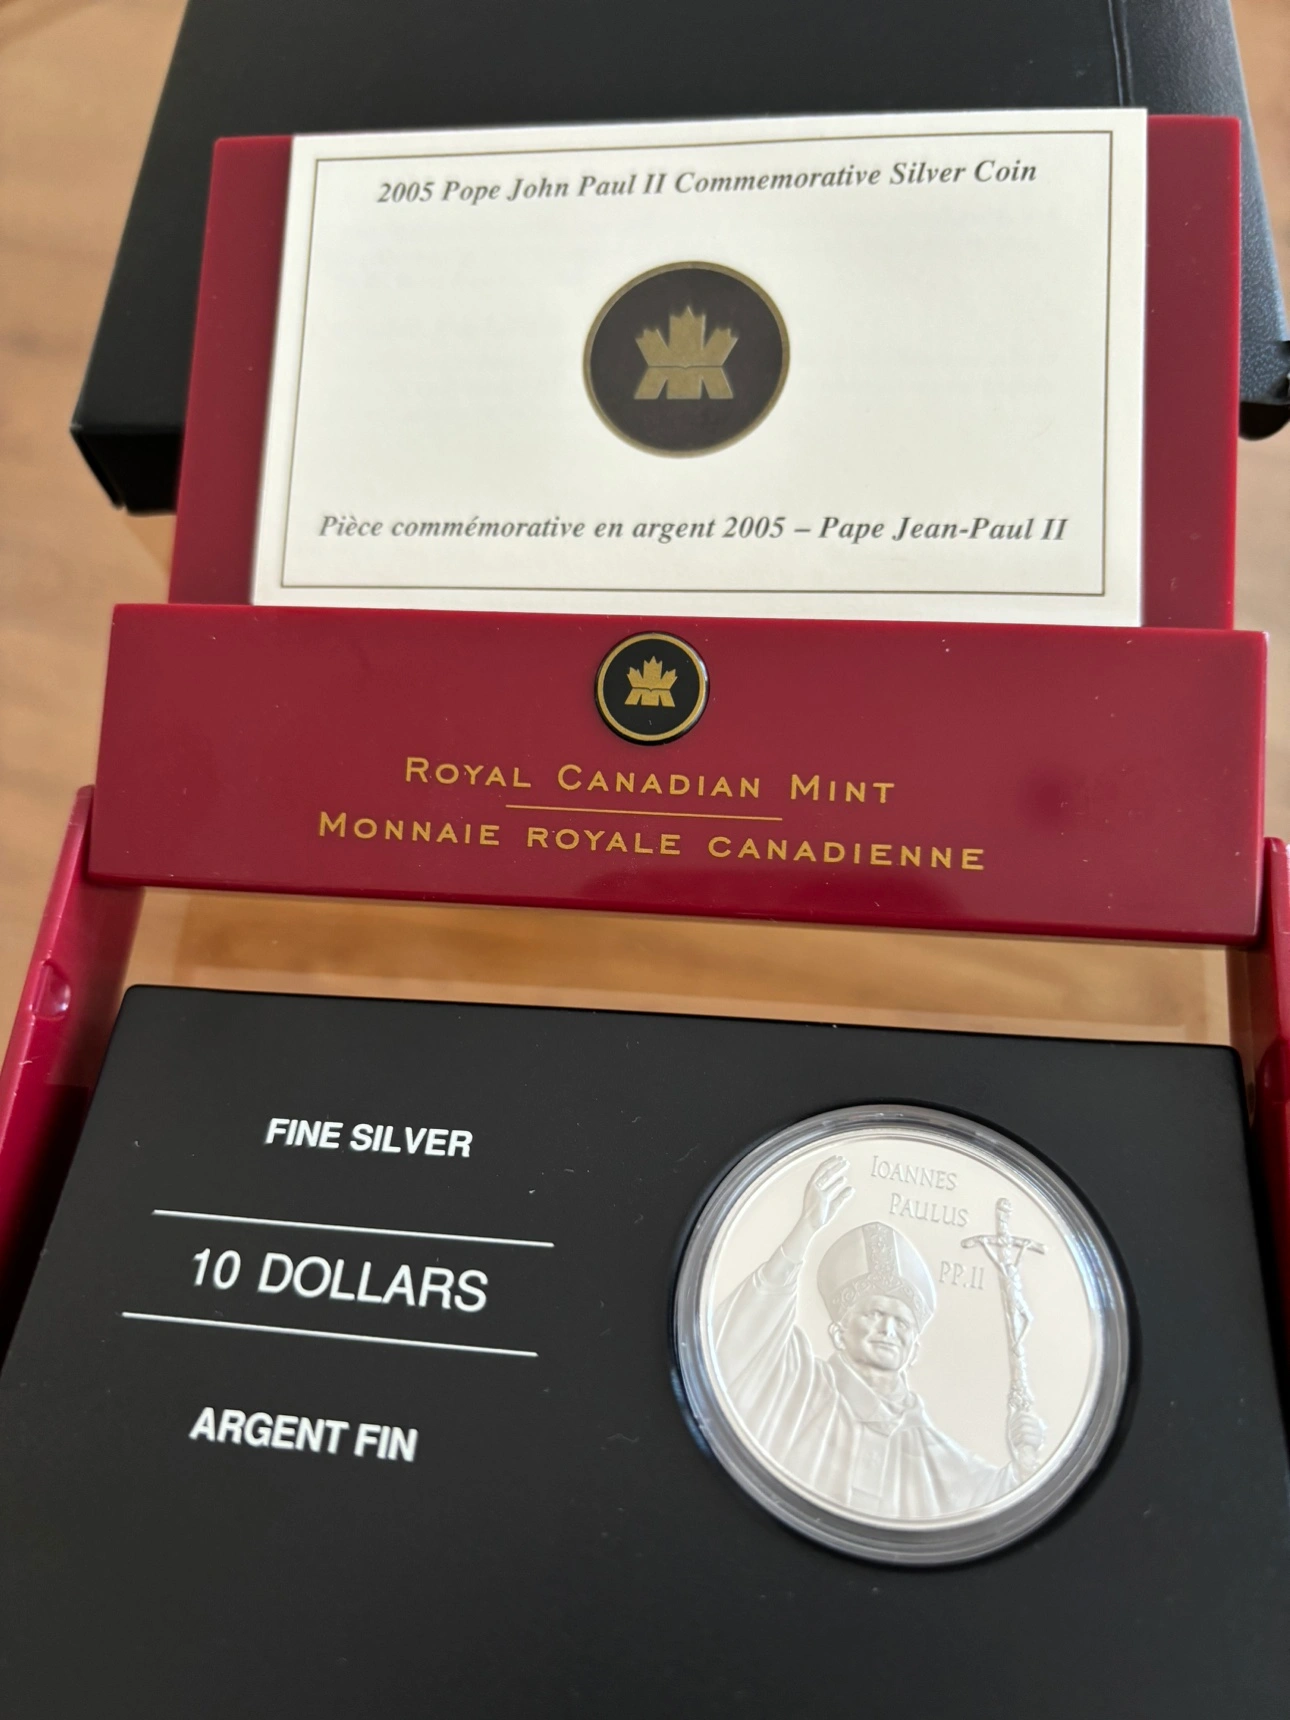 2005 Pope John Paul II Commemorative Silver Coin
Pièce commémorative en argent 2005 – Pape Jean-Paul II
ROYAL CANADIAN MINT
MONNAIE ROYALE CANADIENNE
FINE SILVER
10 DOLLARS
ARGENT FIN
IOANNES
PAULUS
PP.II